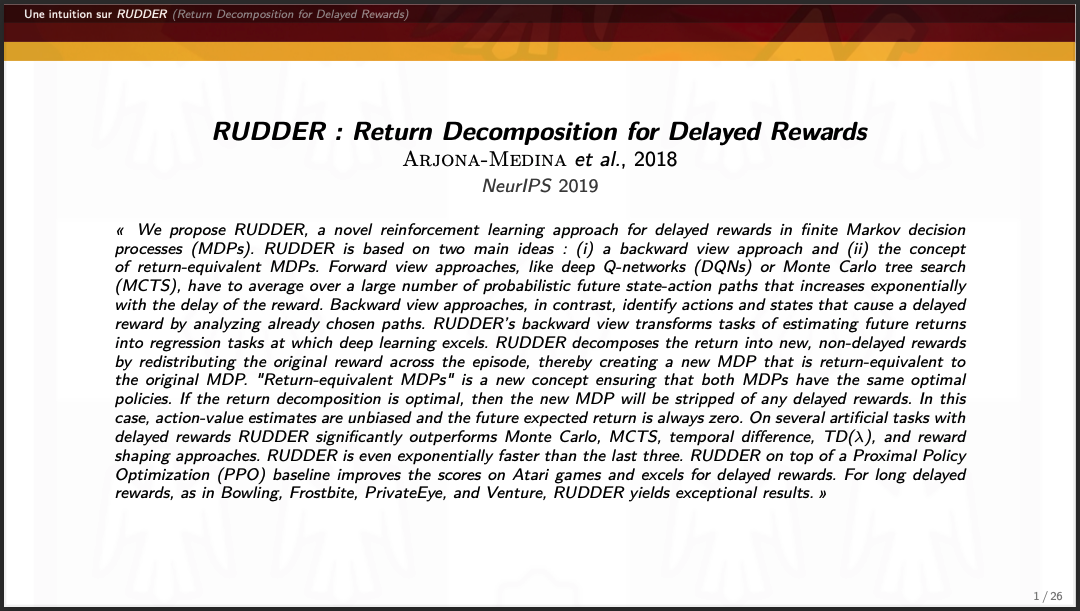 Une intuition sur RUDDER (Return Decomposition for Delayed Rewards)
RUDDER : Return Decomposition for Delayed Rewards
ARJONA-MEDINA et al., 2018
NeurIPS 2019
« We propose RUDDER, a novel reinforcement learning approach for delayed rewards in finite Markov decision
processes (MDPs). RUDDER is based on two main ideas : (i) a backward view approach and (ii) the concept
of return-equivalent MDPs. Forward view approaches, like deep Q-networks (DQNs) or Monte Carlo tree search
(MCTS), have to average over a large number of probabilistic future state-action paths that increases exponentially
with the delay of the reward. Backward view approaches, in contrast, identify actions and states that cause a delayed
reward by analyzing already chosen paths. RUDDER's backward view transforms tasks of estimating future returns
into regression tasks at which deep learning excels. RUDDER decomposes the return into new, non-delayed rewards
by redistributing the original reward across the episode, thereby creating a new MDP that is return-equivalent to
the original MDP. "Return-equivalent MDPs" is a new concept ensuring that both MDPs have the same optimal
policies. If the return decomposition is optimal, then the new MDP will be stripped of any delayed rewards. In this
case, action-value estimates are unbiased and the future expected return is always zero. On several artificial tasks with
delayed rewards RUDDER significantly outperforms Monte Carlo, MCTS, temporal difference, TD(λ), and reward
shaping approaches. RUDDER is even exponentially faster than the last three. RUDDER on top of a Proximal Policy
Optimization (PPO) baseline improves the scores on Atari games and excels for delayed rewards. For long delayed
rewards, as in Bowling, Frostbite, PrivateEye, and Venture, RUDDER yields exceptional results. »
1 / 26